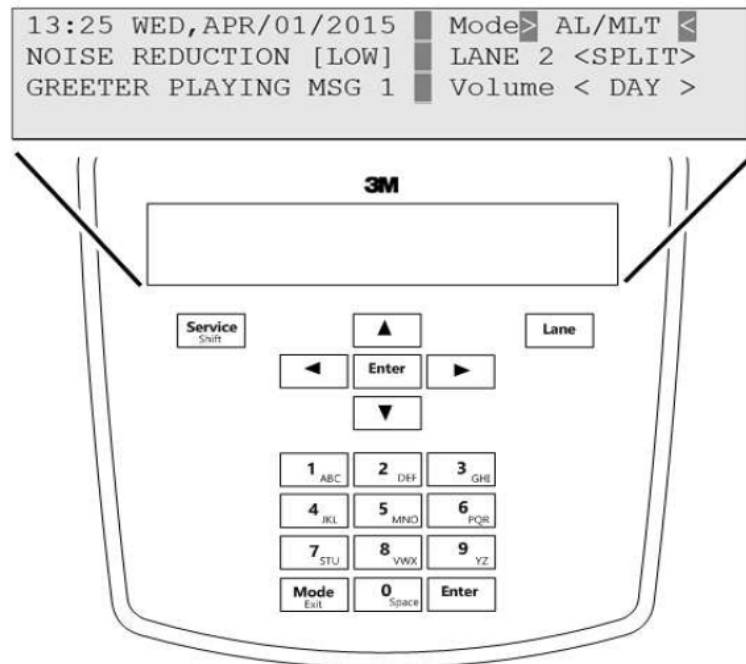 13:25 WED,APR/01/2015 Mode> AL/MLT <
NOISE REDUCTION [LOW] LANE 2 <SPLIT>
GREETER PLAYING MSG 1 Volume < DAY >
3M
Service
Shift
▲
Lane
◄ Enter ►
▼
1 ABC 2 DEF 3 GHI
4 JKL 5 MNO 6 PQR
7 STU 8 VWX 9 YZ
Mode Exit 0 Space Enter